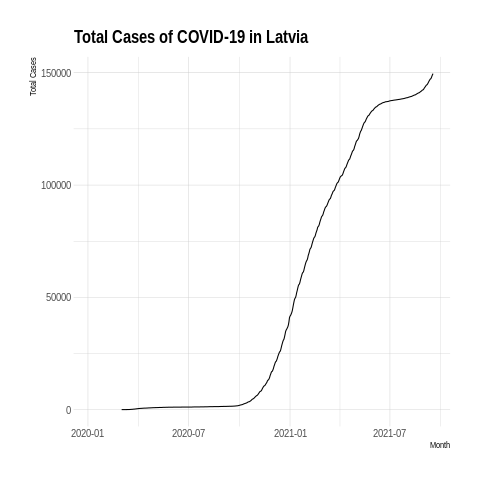 Total Cases of COVID-19 in Latvia
Total Cases
150000
100000
50000
0
2020-01 2020-07 2021-01 2021-07
Month